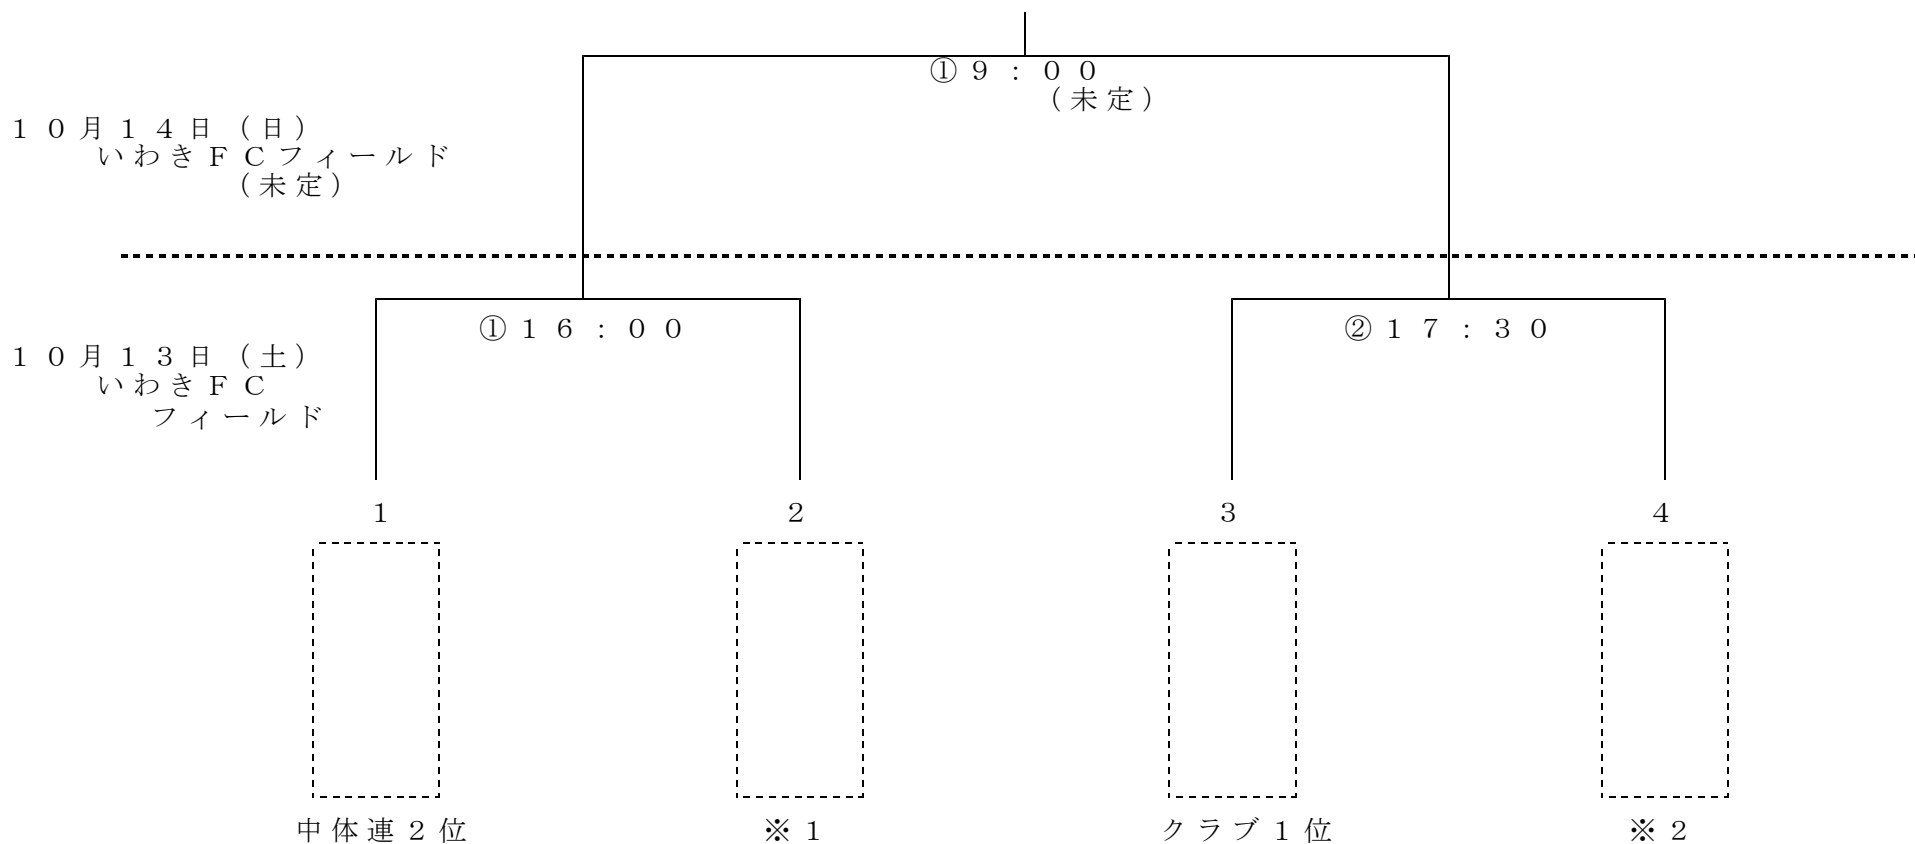 ①９：００
（未定）
１０月１４日（日）
いわきＦＣフィールド
（未定）
①１６：００
②１７：３０
１０月１３日（土）
いわきＦＣ
フィールド
１
２
３
４
中体連２位
※１
クラブ１位
※２